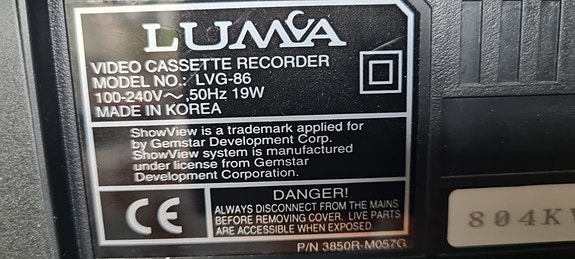 LUMA
VIDEO CASSETTE RECORDER
MODEL NO.: LVG-86
100-240V～,50Hz 19W
MADE IN KOREA
ShowView is a trademark applied for
by Gemstar Development Corp.
ShowView system is manufactured
under license from Gemstar
Development Corporation.
CE
DANGER!
ALWAYS DISCONNECT FROM THE MAINS
BEFORE REMOVING COVER. LIVE PARTS
ARE ACCESSIBLE WHEN EXPOSED.
P/N 3850R-M057G
804K